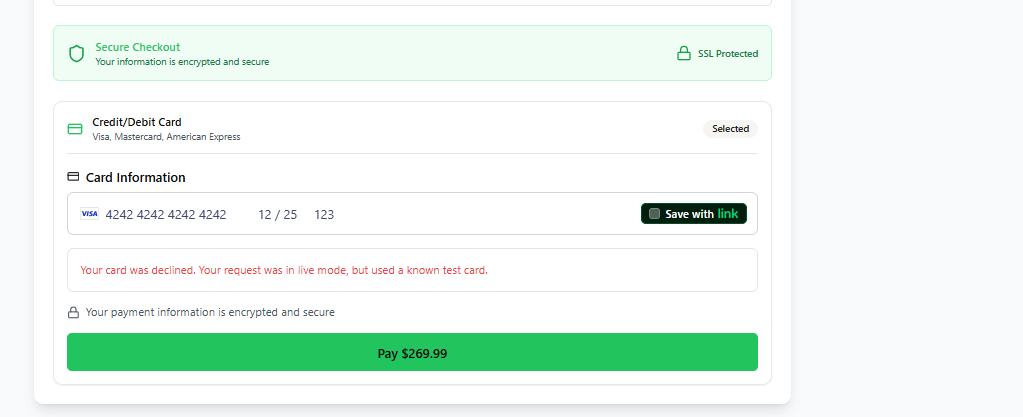 Secure Checkout
Your information is encrypted and secure
SSL Protected
Credit/Debit Card
Visa, Mastercard, American Express
Selected
Card Information
VISA 4242 4242 4242 4242 12 / 25 123 Save with link
Your card was declined. Your request was in live mode, but used a known test card.
Your payment information is encrypted and secure
Pay $269.99